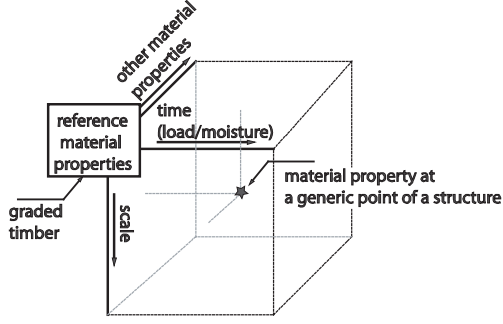 other material
properties
time
(load/moisture)
reference
material
properties
material property at
a generic point of a structure
graded
timber
scale